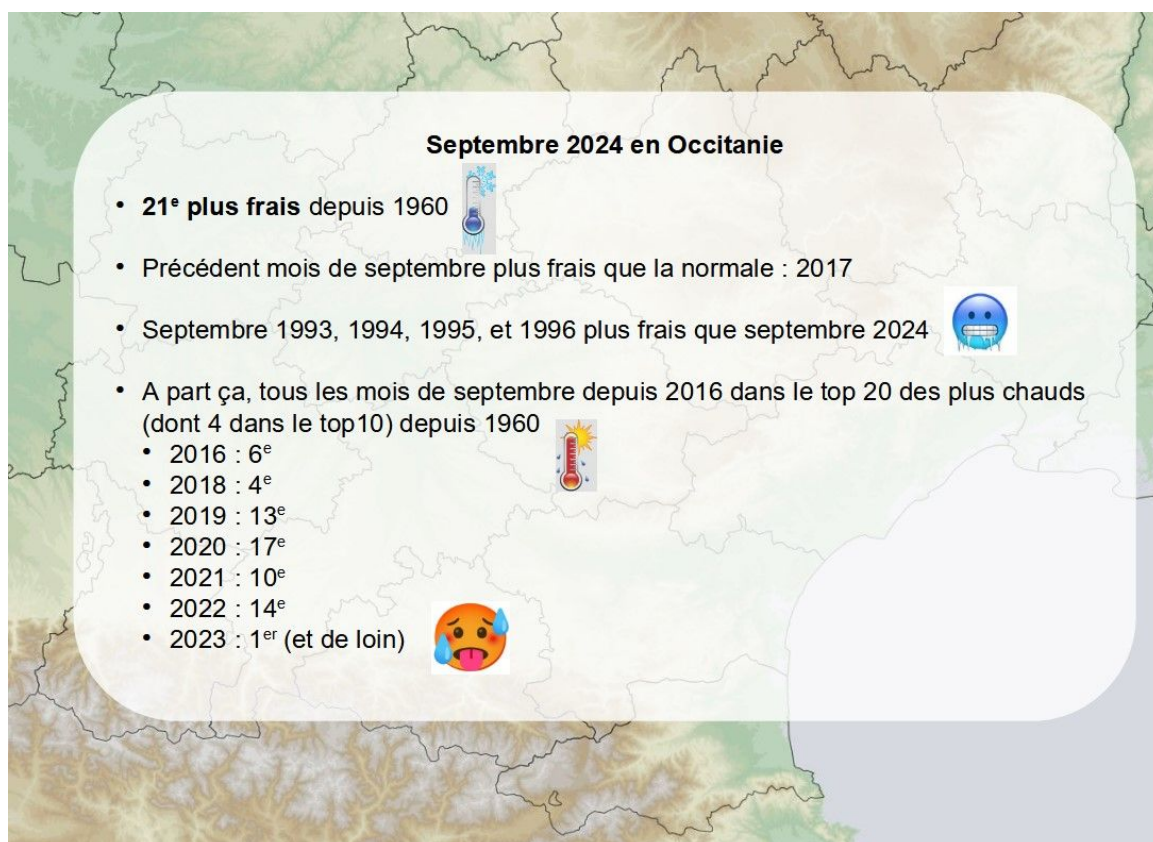 Septembre 2024 en Occitanie
• 21ᵉ plus frais depuis 1960
• Précédent mois de septembre plus frais que la normale : 2017
• Septembre 1993, 1994, 1995, et 1996 plus frais que septembre 2024
• A part ça, tous les mois de septembre depuis 2016 dans le top 20 des plus chauds
(dont 4 dans le top10) depuis 1960
• 2016 : 6ᵉ
• 2018 : 4ᵉ
• 2019 : 13ᵉ
• 2020 : 17ᵉ
• 2021 : 10ᵉ
• 2022 : 14ᵉ
• 2023 : 1ᵉʳ (et de loin)